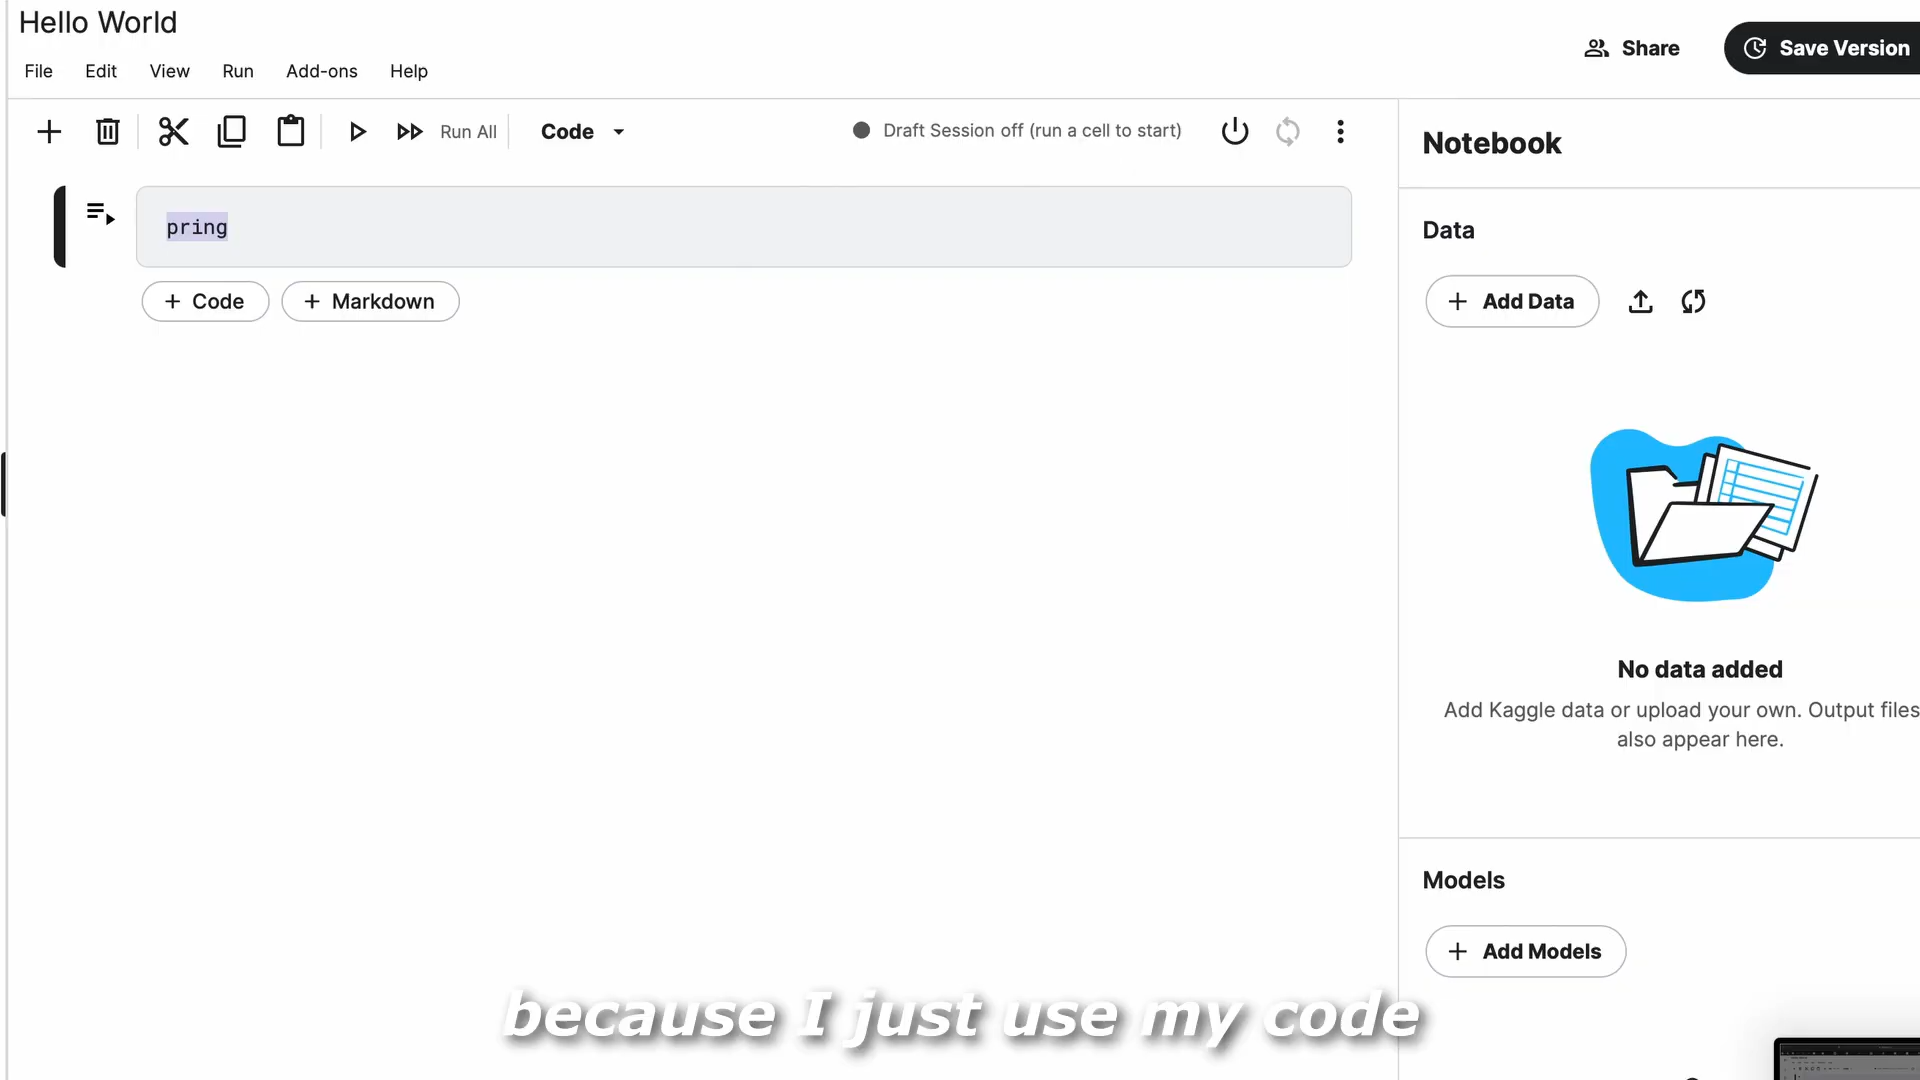 Hello World
File Edit View Run Add-ons Help
Share
Save Version
Run All
Code
Draft Session off (run a cell to start)
Notebook
pring
+ Code
+ Markdown
Data
+ Add Data
No data added
Add Kaggle data or upload your own. Output files
also appear here.
Models
+ Add Models
because I just use my code